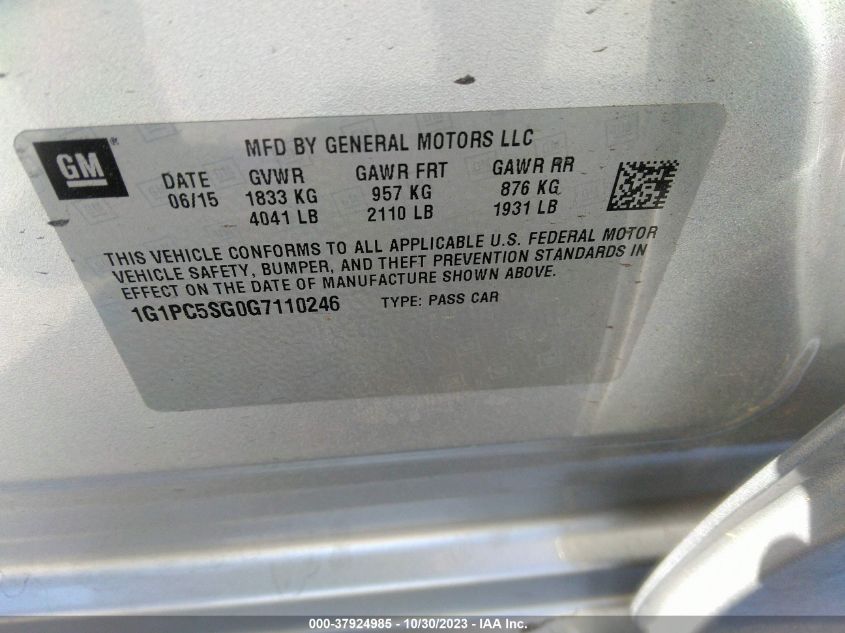 GM
MFD BY GENERAL MOTORS LLC
DATE GVWR GAWR FRT GAWR RR
06/15 1833 KG 957 KG 876 KG
4041 LB 2110 LB 1931 LB
THIS VEHICLE CONFORMS TO ALL APPLICABLE U.S. FEDERAL MOTOR
VEHICLE SAFETY, BUMPER, AND THEFT PREVENTION STANDARDS IN
EFFECT ON THE DATE OF MANUFACTURE SHOWN ABOVE.
1G1PC5SG0G7110246 TYPE: PASS CAR
000-37924985 - 10/30/2023 - IAA Inc.